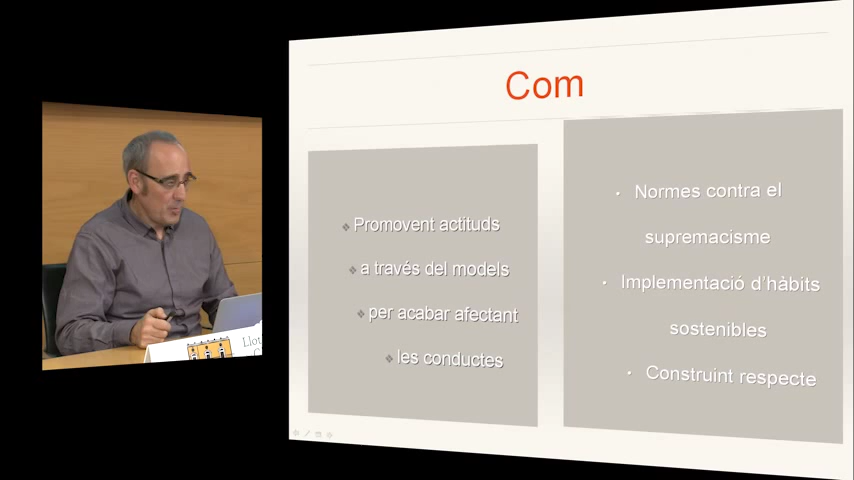 Com
Promovent actituds
a través del models
per acabar afectant
les conductes
Normes contra el
supremacisme
Implementació d'hàbits
sostenibles
Construint respecte